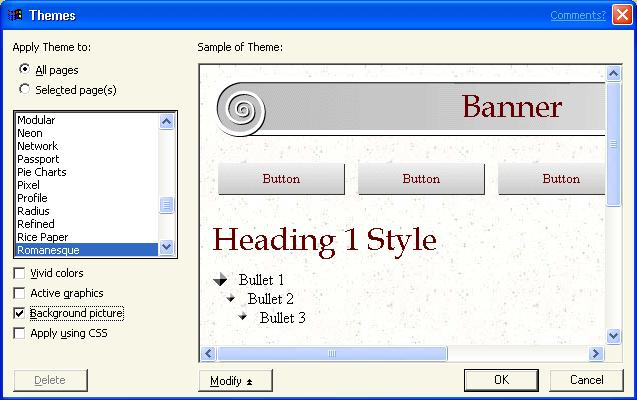 Themes
Comments?
Apply Theme to:
All pages
Selected page(s)
Modular
Neon
Network
Passport
Pie Charts
Pixel
Profile
Radius
Refined
Rice Paper
Romanesque
Vivid colors
Active graphics
Background picture
Apply using CSS
Delete
Sample of Theme:
Banner
Button Button Button
Heading 1 Style
Bullet 1
Bullet 2
Bullet 3
Modify
OK
Cancel